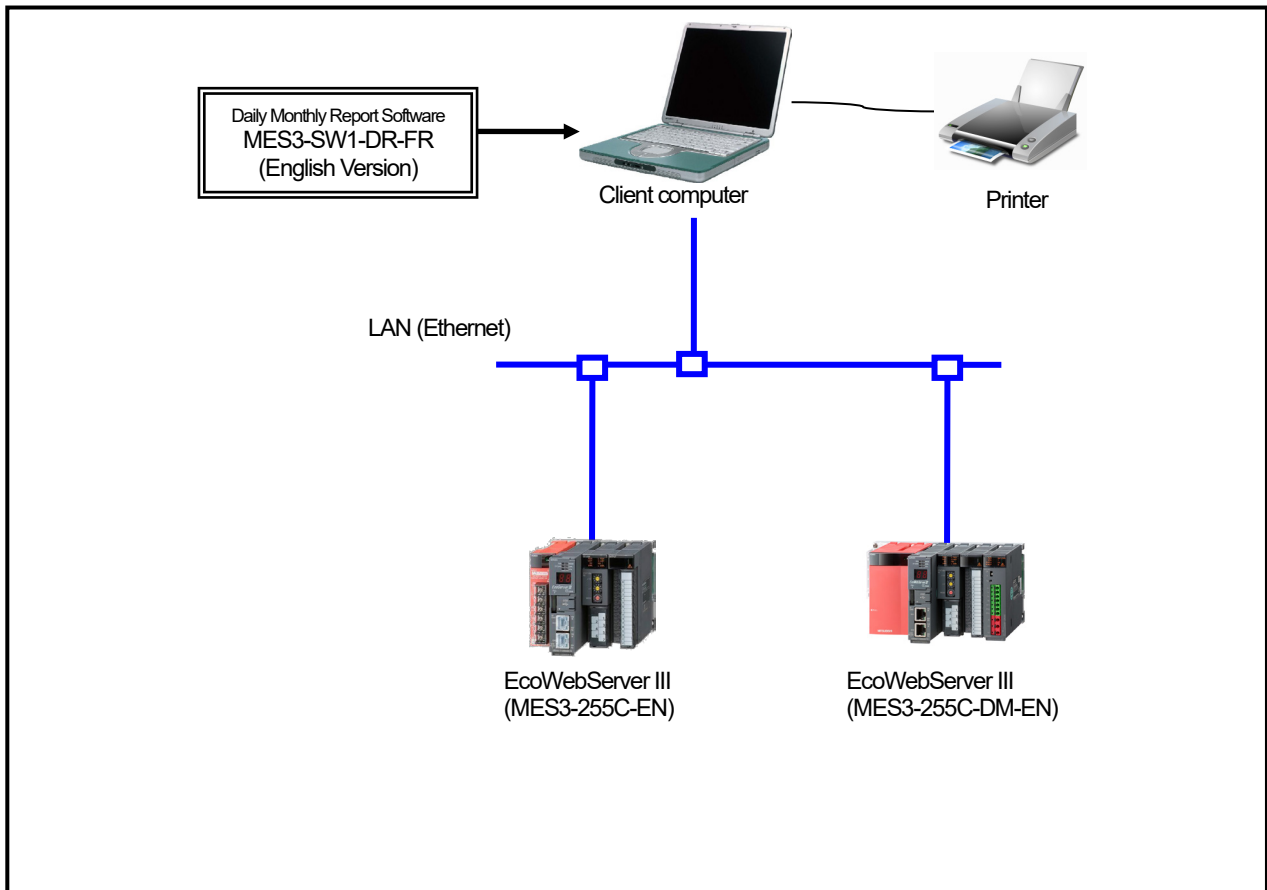 Daily Monthly Report Software
MES3-SW1-DR-FR
(English Version)
Client computer
Printer
LAN (Ethernet)
EcoWebServer III
(MES3-255C-EN)
EcoWebServer III
(MES3-255C-DM-EN)